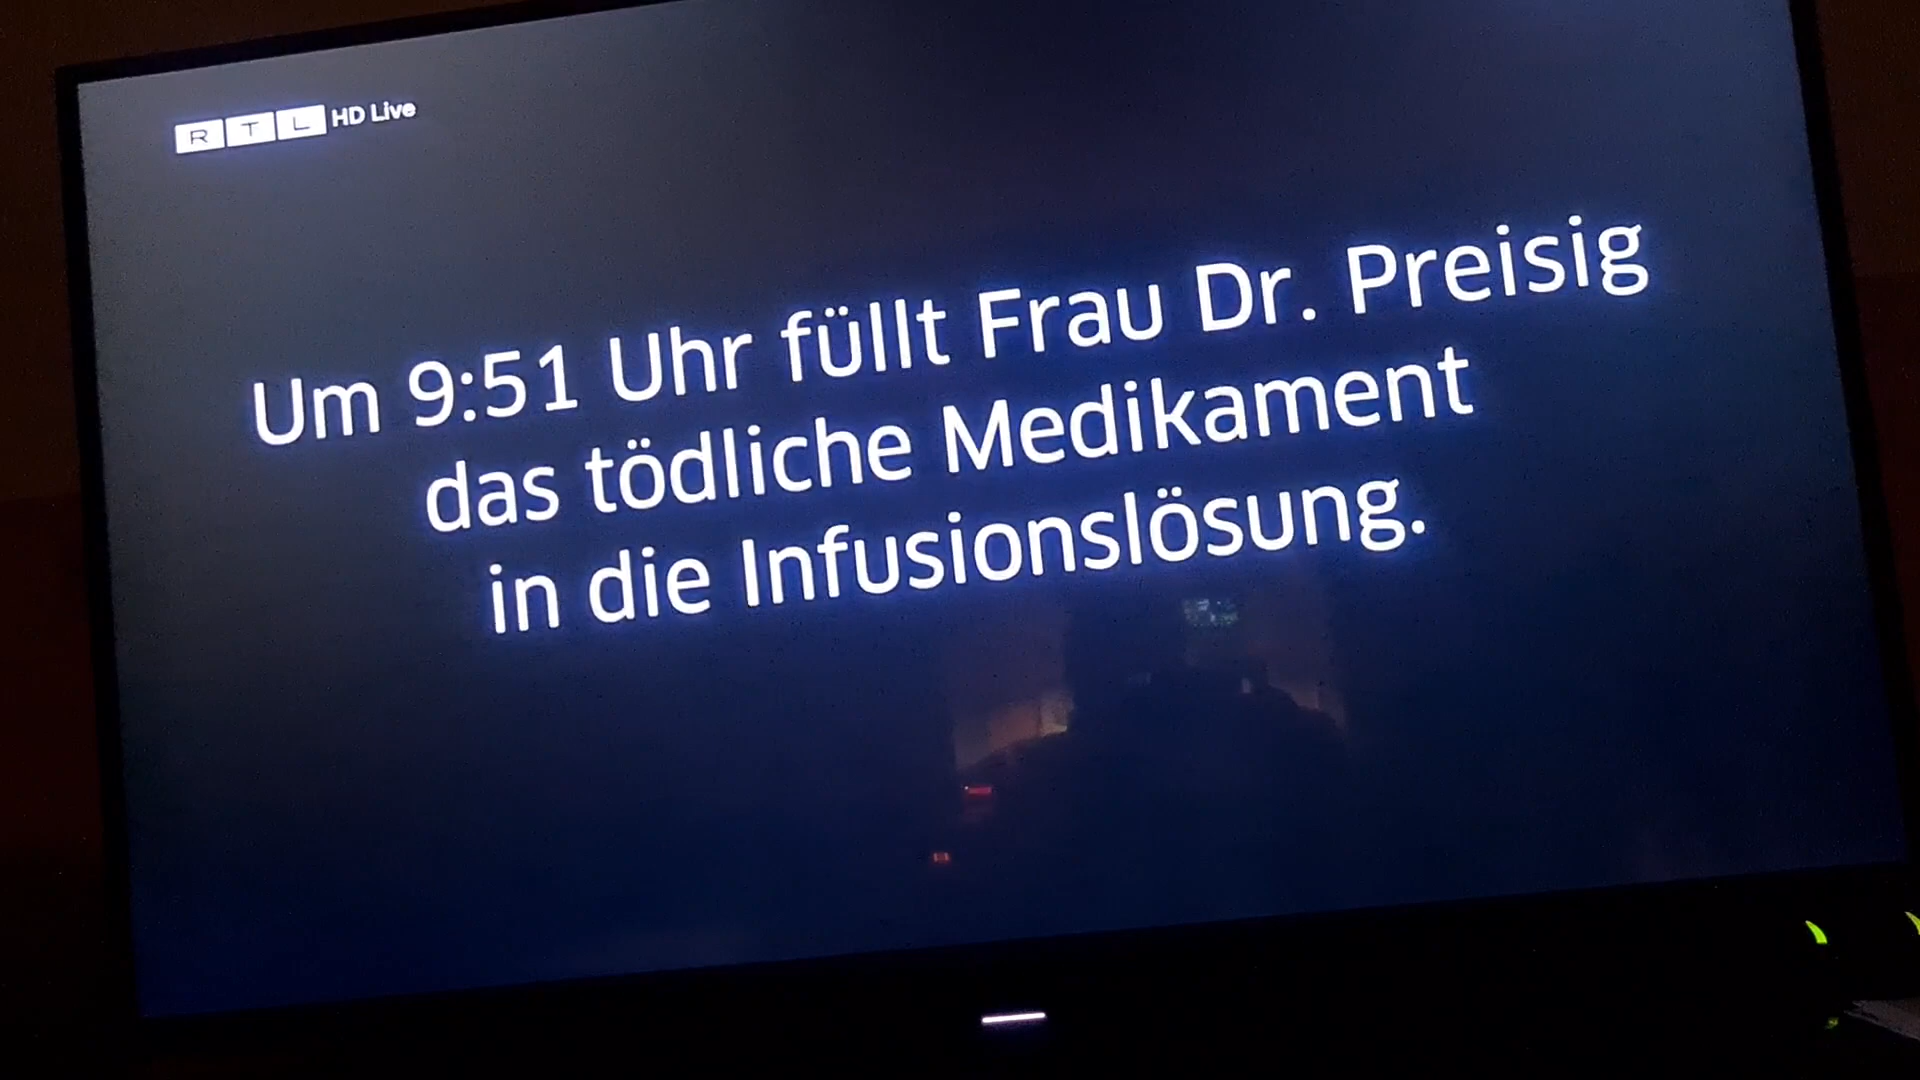 RTL HD Live
Um 9:51 Uhr füllt Frau Dr. Preisig
das tödliche Medikament
in die Infusionslösung.